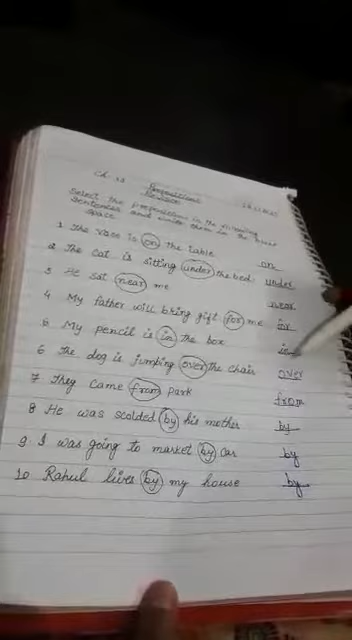 Prepositions
Select the preposition in the following
sentences and write them in the blank
space
1 The vase is on the table on
2 The cat is sitting under the bed under
3 He sat near me near
4 My father will bring gift for me for
5 My pencil is in the box in
6 The dog is jumbing over the chair over
7 They came from park from
8 He was scolded by his mother by
9 I was going to market by car by
10 Rahul lives by my house by